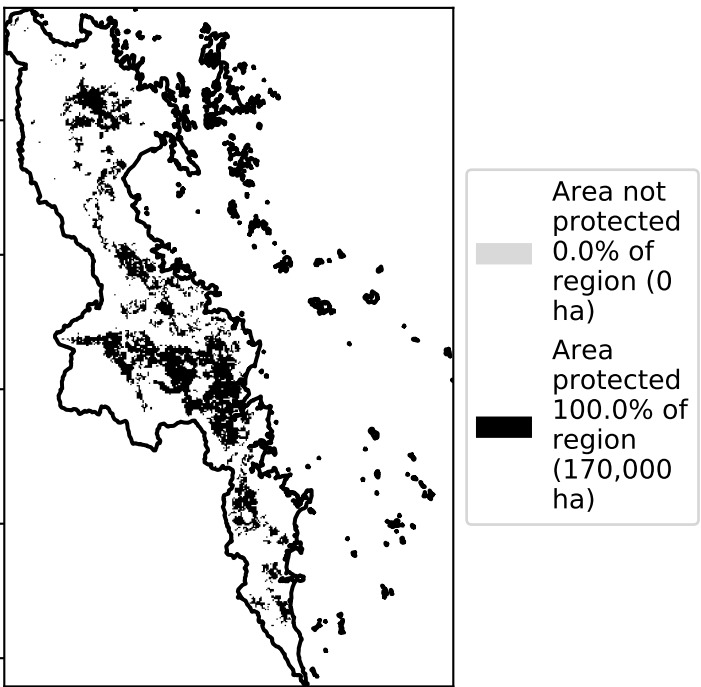 Area not
protected
0.0% of
region (0
ha)
Area
protected
100.0% of
region
(170,000
ha)